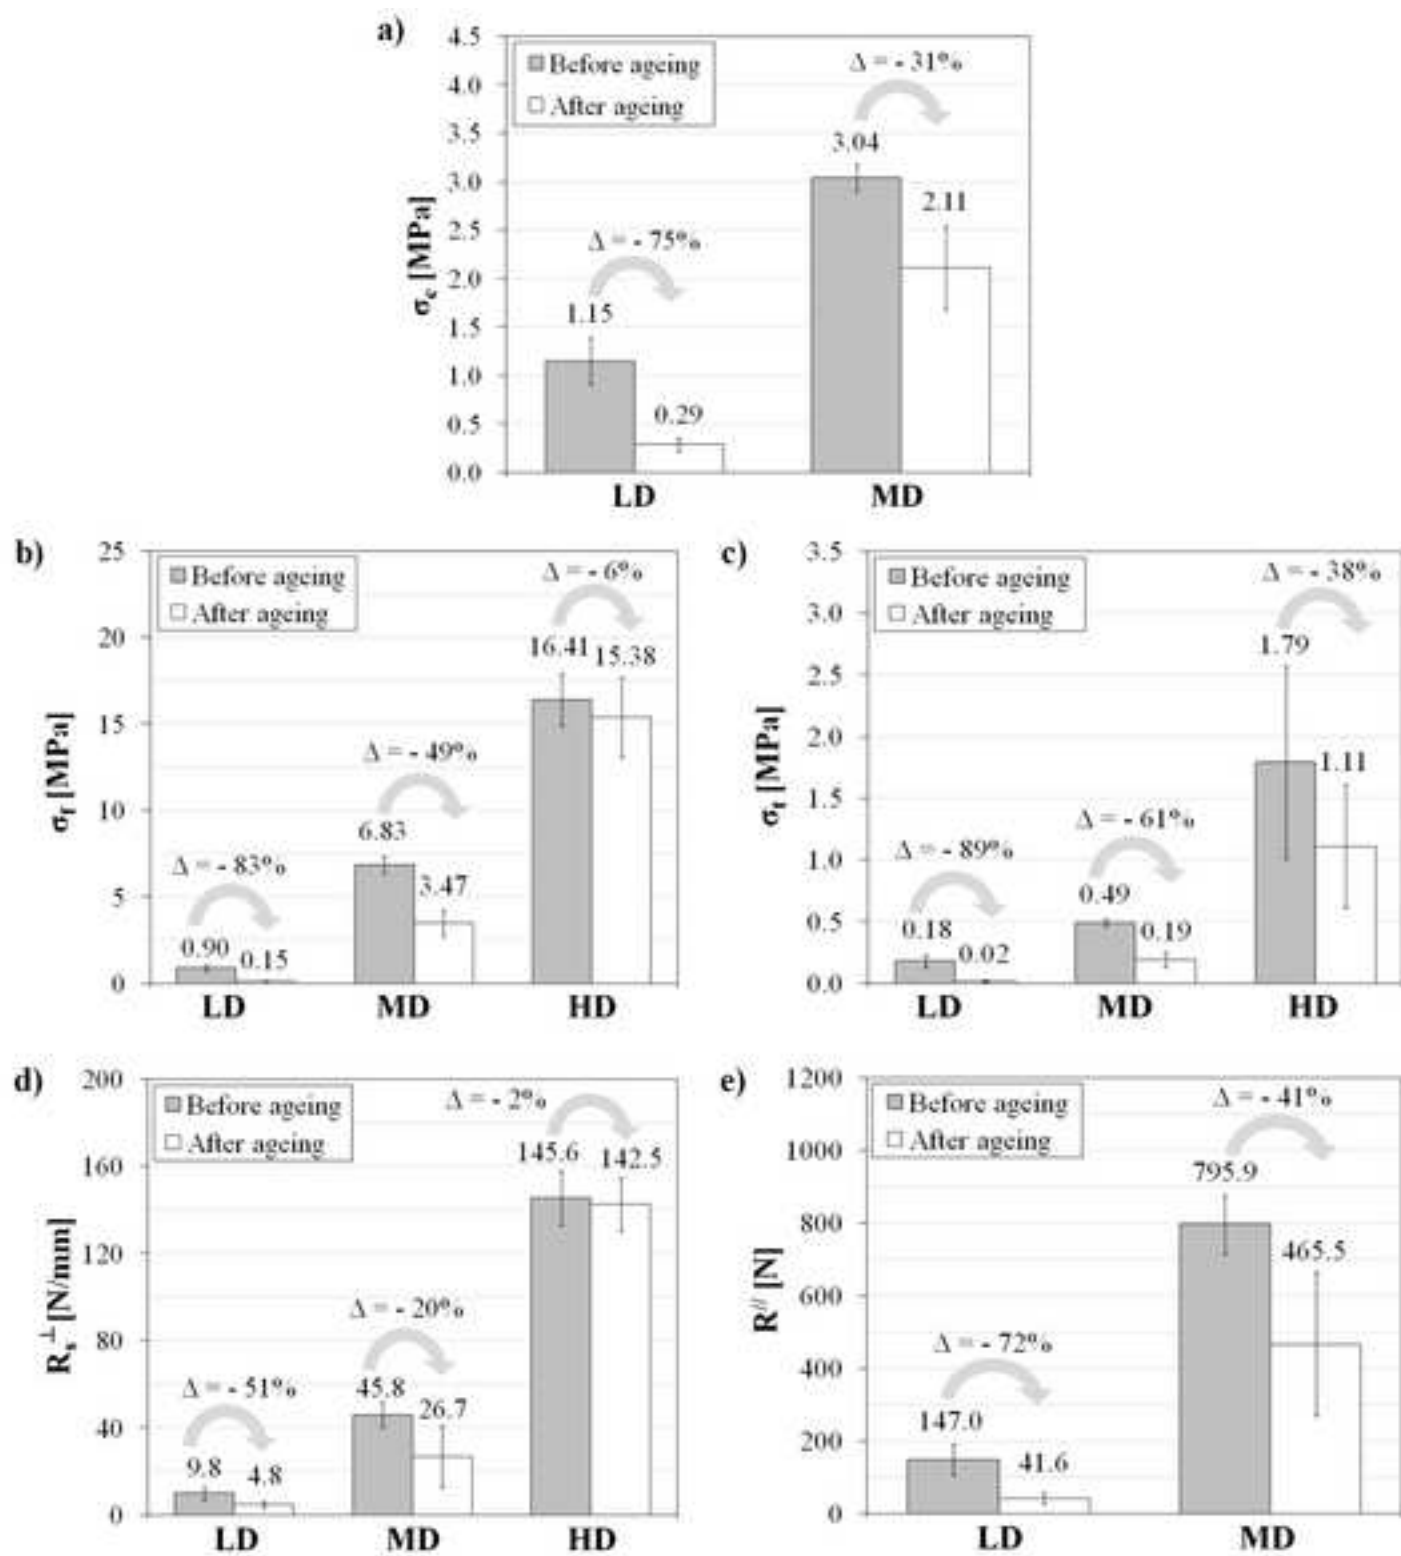 a)
4.5
4.0
3.5
3.0
2.5
2.0
1.5
1.0
0.5
0.0
σc [MPa]
Before ageing
After ageing
Δ = - 31%
3.04
2.11
Δ = - 75%
1.15
0.29
LD MD
b)
25
20
15
10
5
0
σf [MPa]
Before ageing
After ageing
Δ = - 6%
16.41 15.38
Δ = - 49%
6.83
3.47
Δ = - 83%
0.90 0.15
LD MD HD
c)
3.5
3.0
2.5
2.0
1.5
1.0
0.5
0.0
σt [MPa]
Before ageing
After ageing
Δ = - 38%
1.79
1.11
Δ = - 61%
0.49
0.19
Δ = - 89%
0.18
0.02
LD MD HD
d)
200
160
120
80
40
0
Rs⊥ [N/mm]
Before ageing
After ageing
Δ = - 2%
145.6 142.5
Δ = - 20%
45.8
26.7
Δ = - 51%
9.8 4.8
LD MD HD
e)
1200
1000
800
600
400
200
0
R// [N]
Before ageing
After ageing
Δ = - 41%
795.9
465.5
Δ = - 72%
147.0
41.6
LD MD